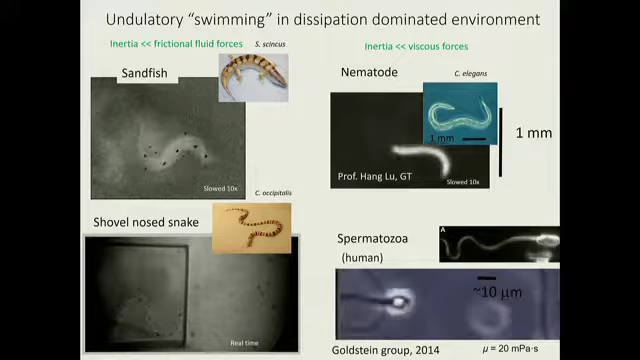 Undulatory “swimming” in dissipation dominated environment
Inertia << frictional fluid forces
S. scincus
Sandfish
Slowed 10x
C. occipitalis
Shovel nosed snake
Real time
Inertia << viscous forces
Nematode
C. elegans
1 mm
1 mm
Prof. Hang Lu, GT
Slowed 10x
Spermatozoa
(human)
A
~10 μm
Goldstein group, 2014
μ = 20 mPa·s